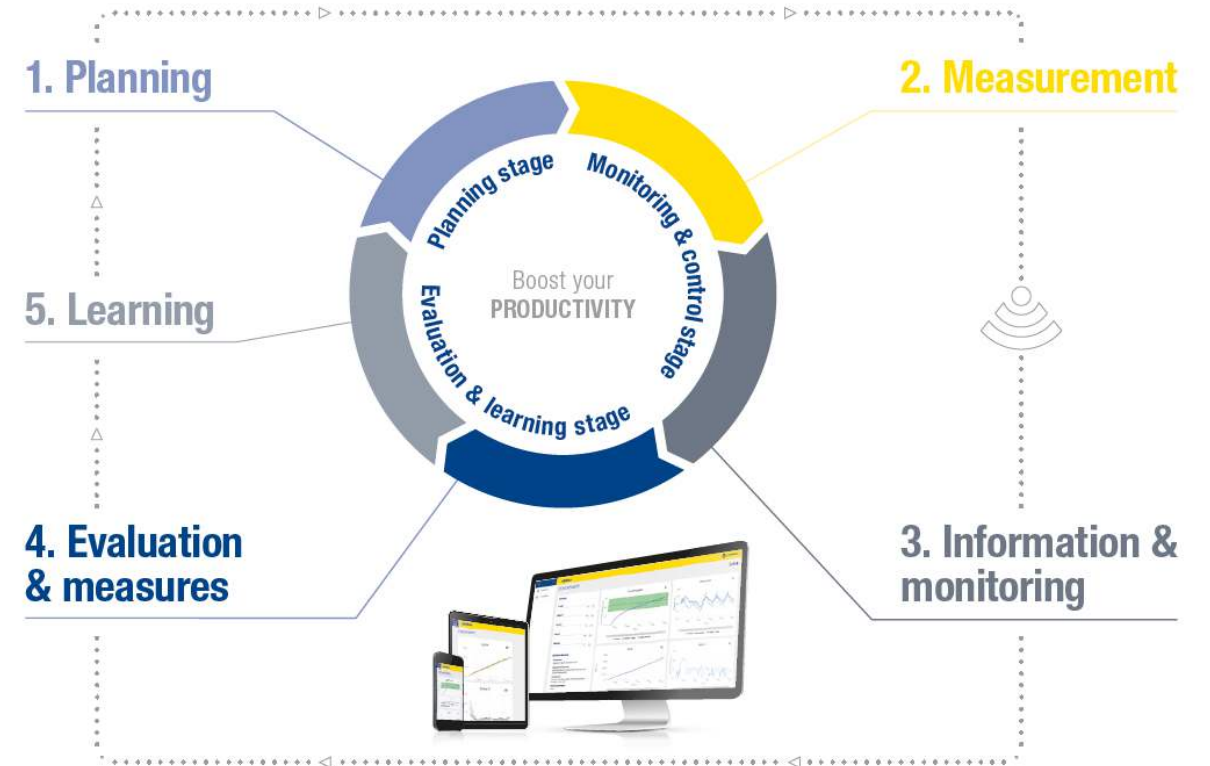 1. Planning
2. Measurement
Planning stage
Monitoring & control stage
Boost your
PRODUCTIVITY
5. Learning
Evaluation & learning stage
4. Evaluation
& measures
3. Information &
monitoring